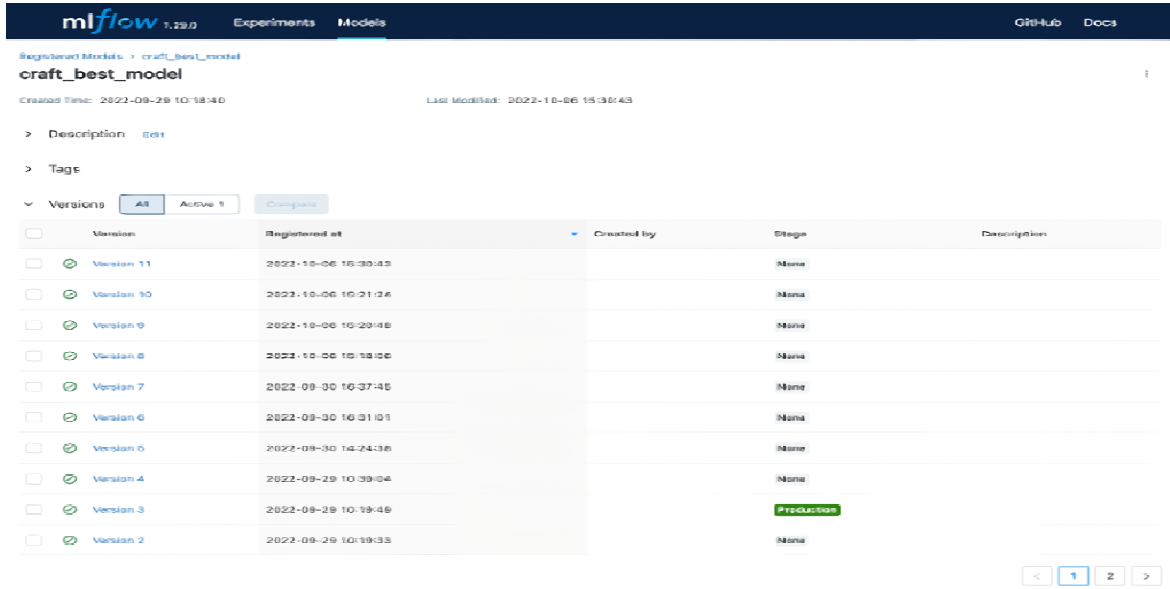 mlflow 1.29.0 Experiments Models GitHub Docs
Registered Models > craft_best_model
craft_best_model
Created Time: 2022-09-29 10:18:40 Last Modified: 2022-10-06 15:30:43
> Description Edit
> Tags
Versions All Active 1 Compare
Version Registered at Created by Stage Description
Version 11 2022-10-06 15:30:43 None
Version 10 2022-10-06 15:21:24 None
Version 9 2022-10-06 15:20:48 None
Version 8 2022-10-06 15:18:06 None
Version 7 2022-09-30 16:37:45 None
Version 6 2022-09-30 16:31:01 None
Version 5 2022-09-30 14:24:38 None
Version 4 2022-09-29 10:39:04 None
Version 3 2022-09-29 10:19:49 Production
Version 2 2022-09-29 10:19:33 None
< 1 2 >